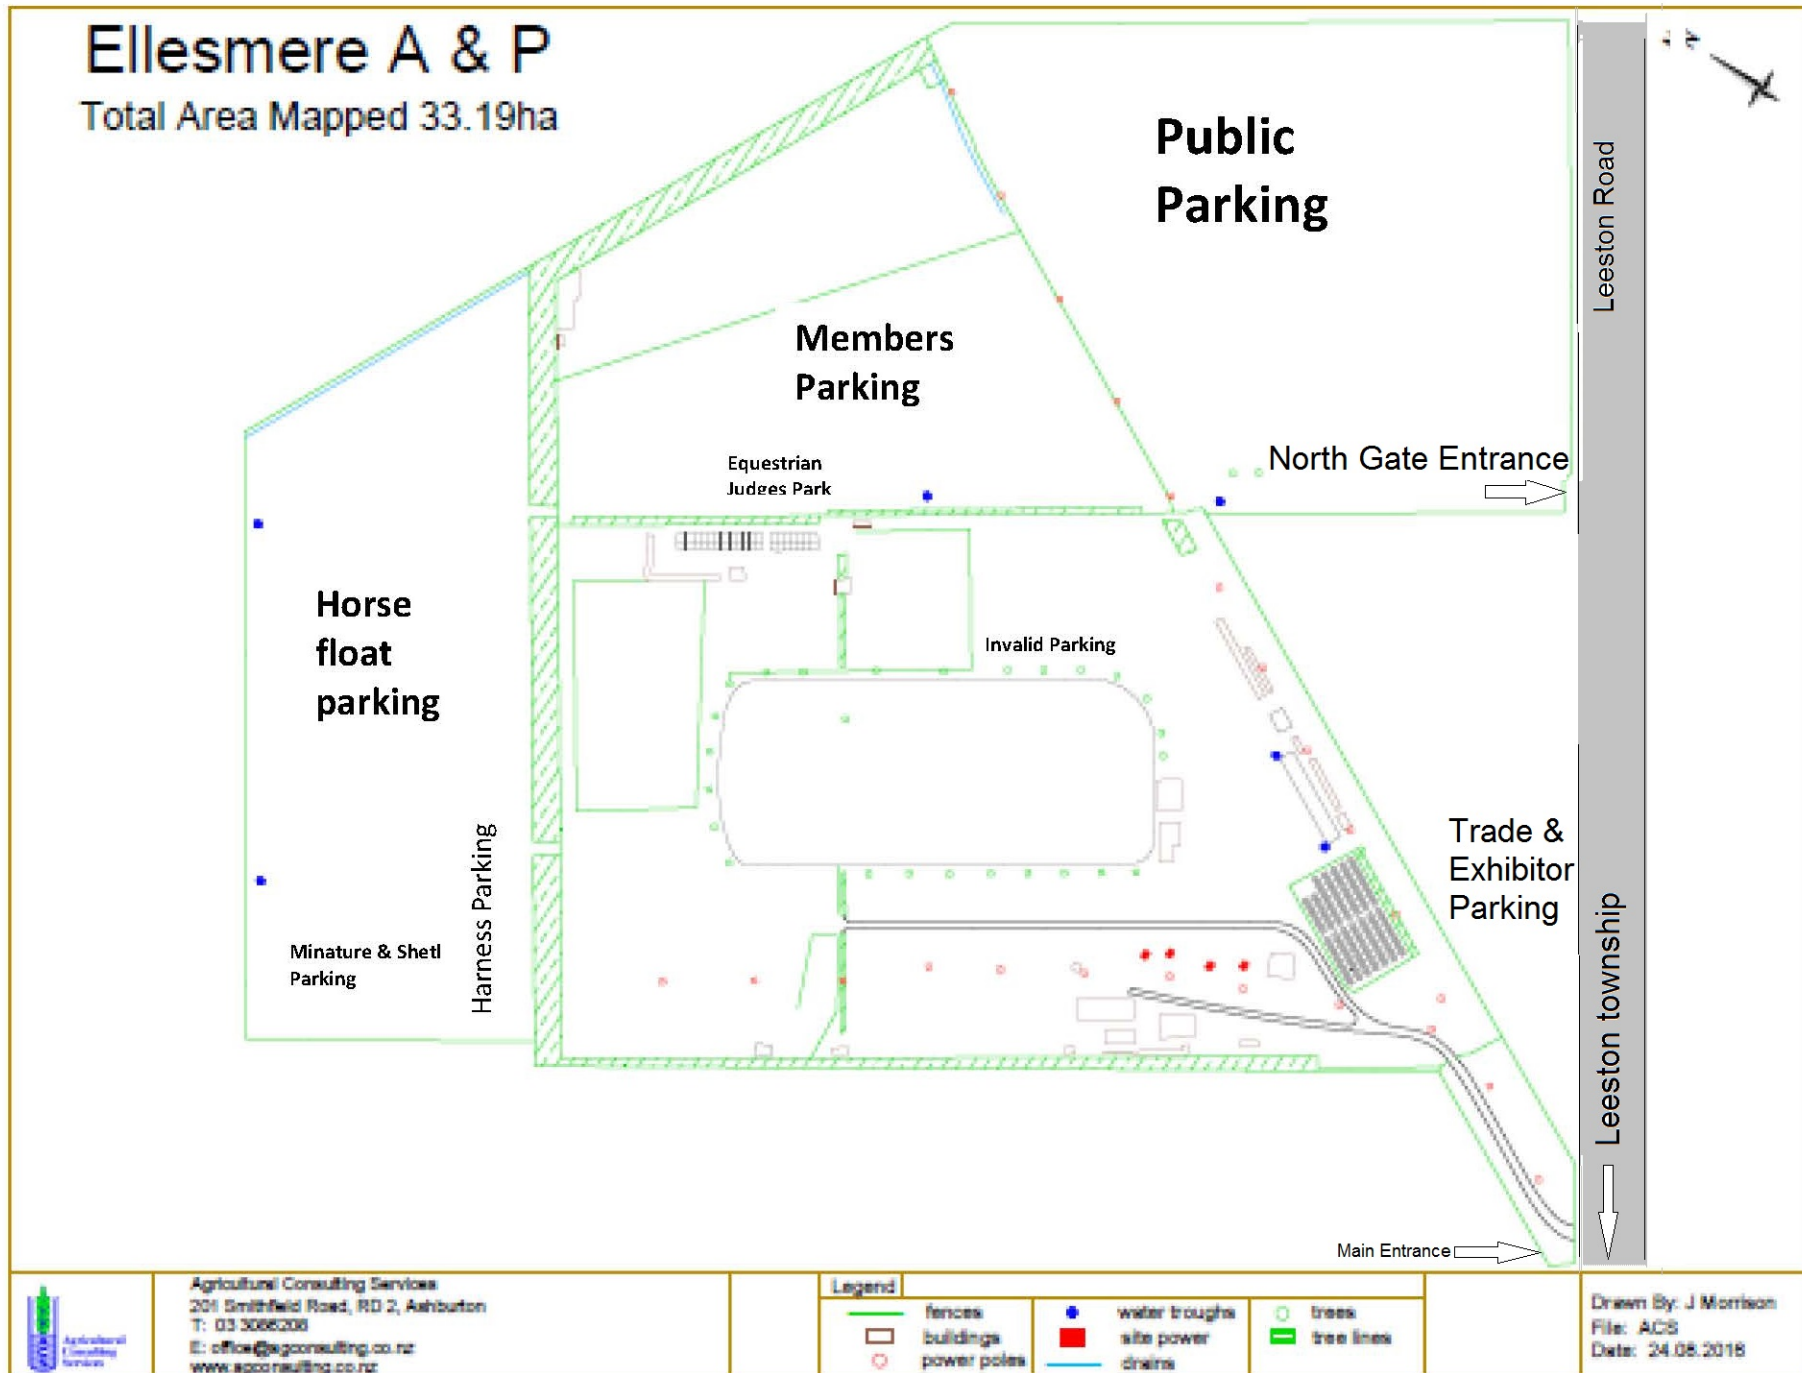 Ellesmere A & P
Total Area Mapped 33.19ha
Public
Parking
Leeston Road
Members
Parking
Equestrian
Judges Park
North Gate Entrance
Horse
float
parking
Invalid Parking
Harness Parking
Trade &
Exhibitor
Parking
Minature & Shetl
Parking
Leeston township
Main Entrance
Agricultural Consulting Services
201 Smithfield Road, RD 2, Ashburton
T: 03 3086208
E: office@agconsulting.co.nz
www.agconsulting.co.nz
Agricultural
Consulting
Services
Legend
fences
water troughs
trees
buildings
site power
tree lines
power poles
drains
Drawn By: J Morrison
File: ACS
Date: 24.08.2016